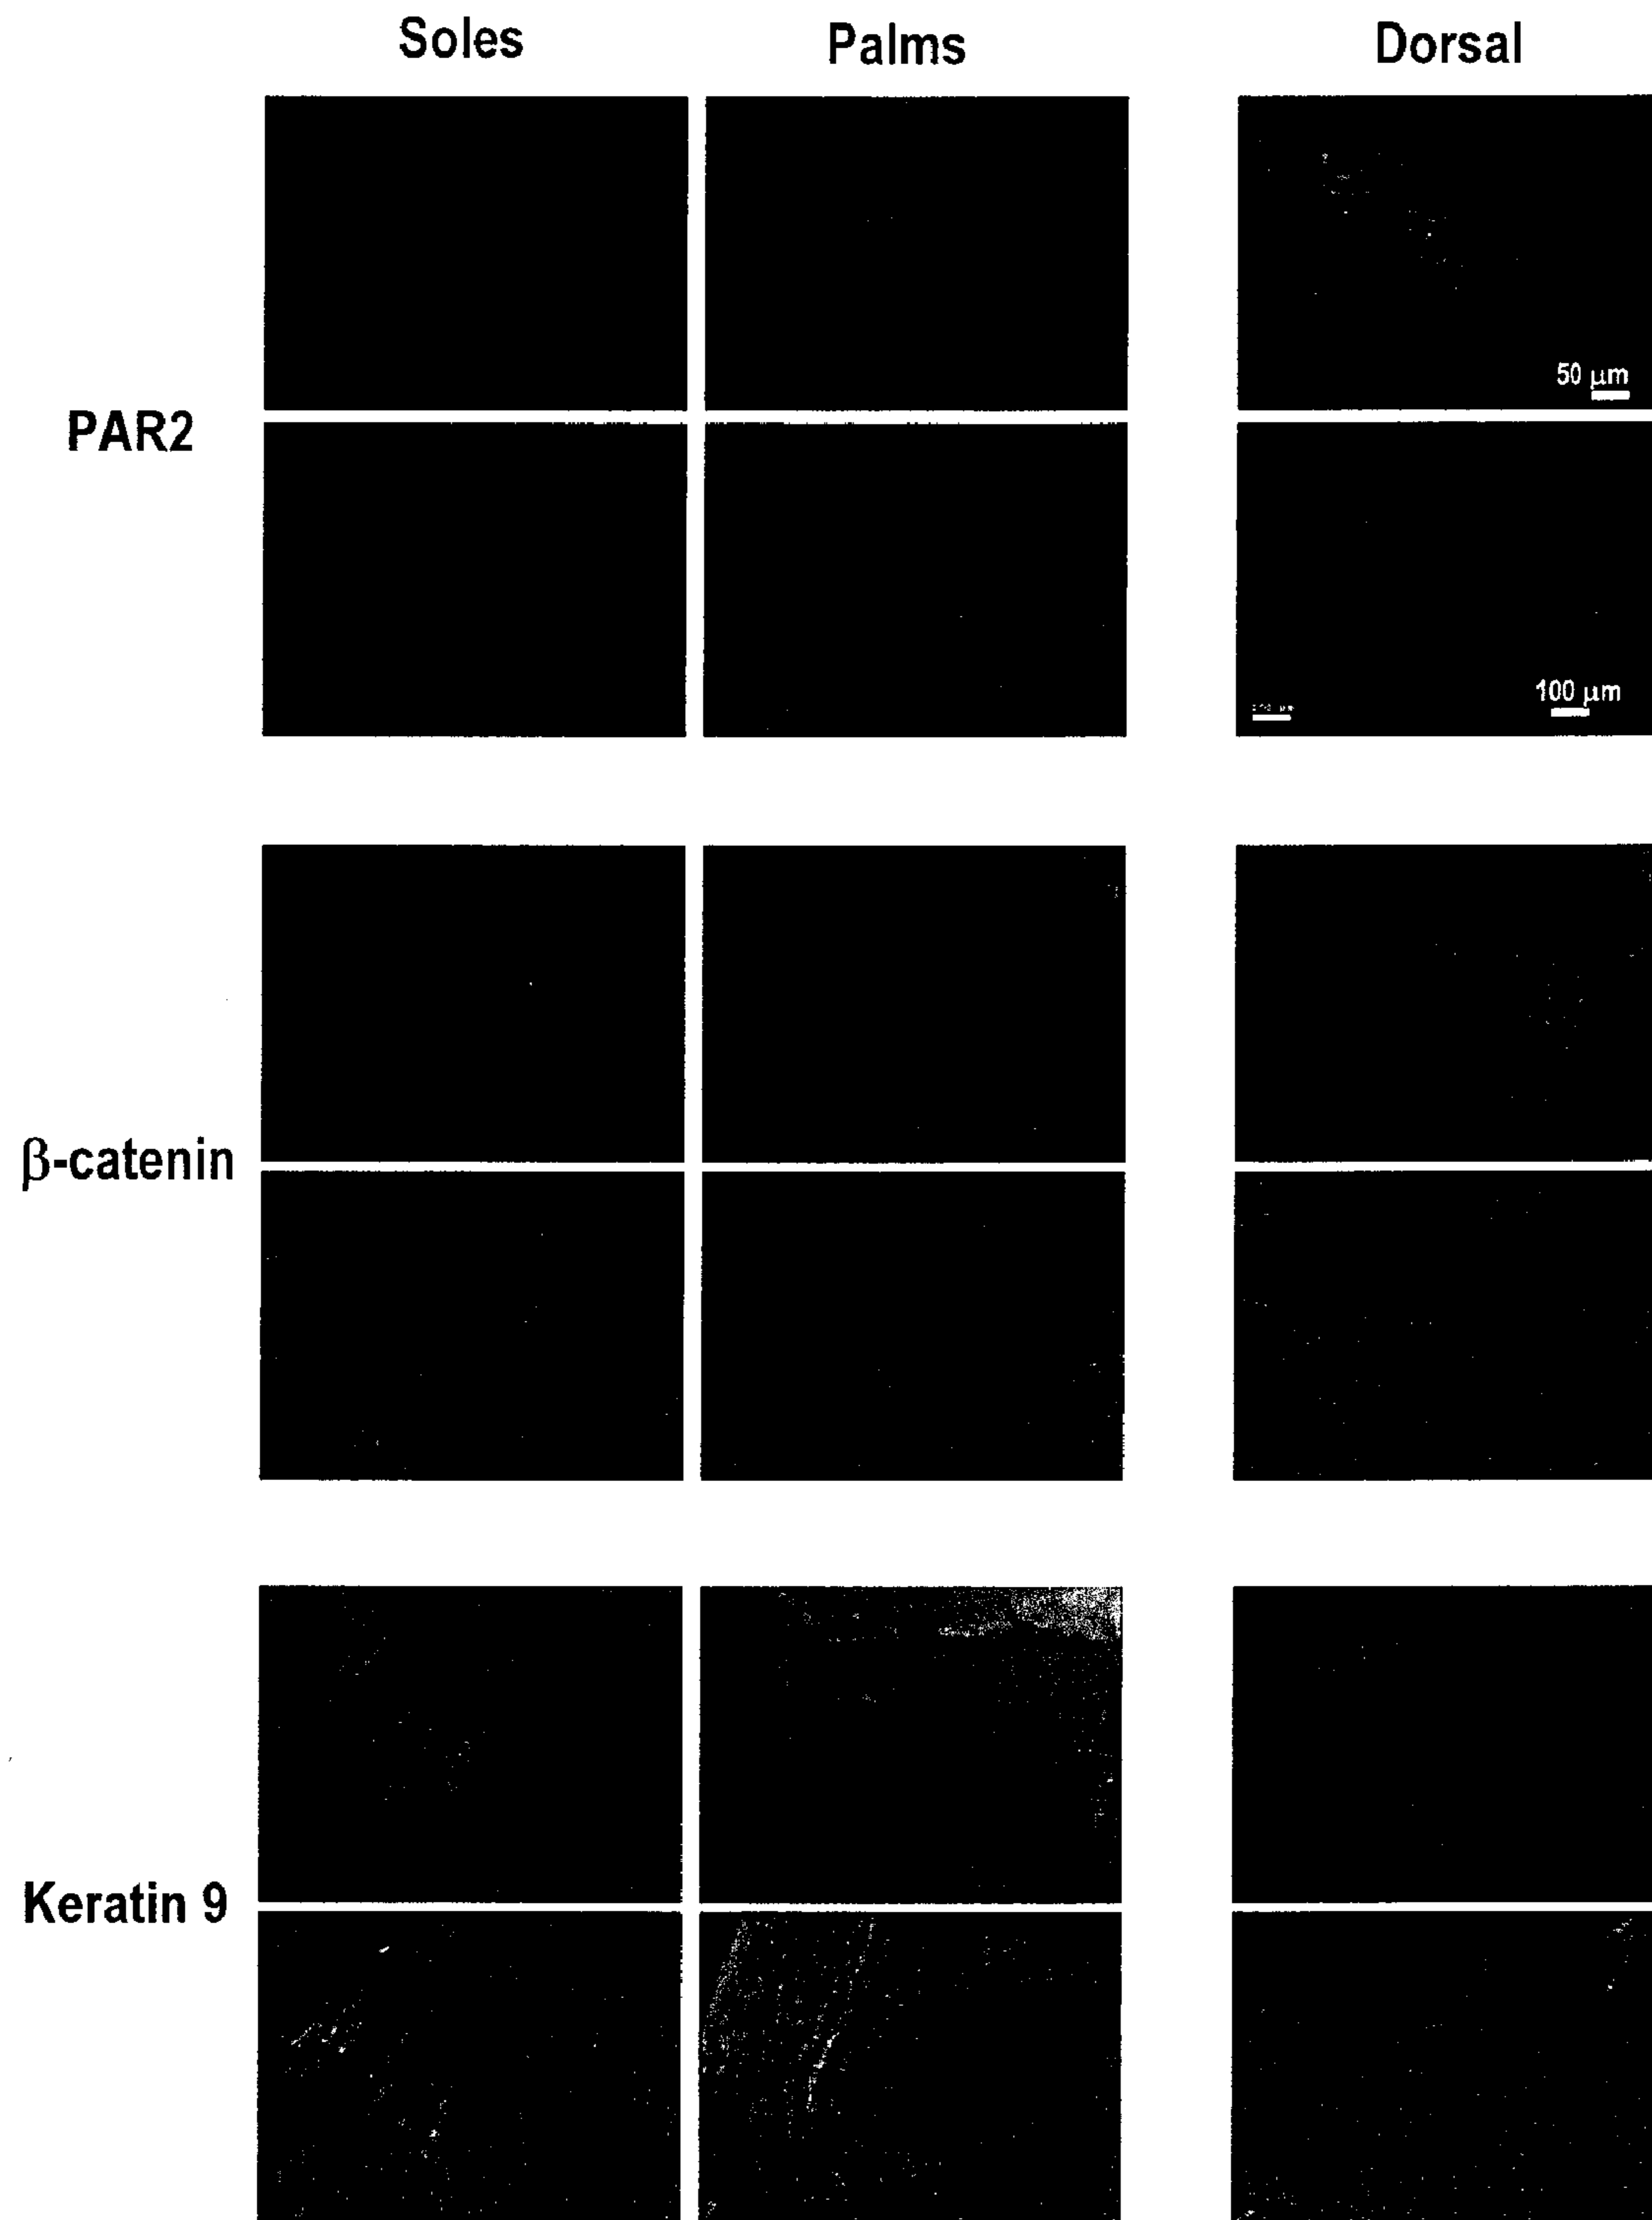 Soles Palms Dorsal
50 µm
PAR2
100 µm
β-catenin
Keratin 9